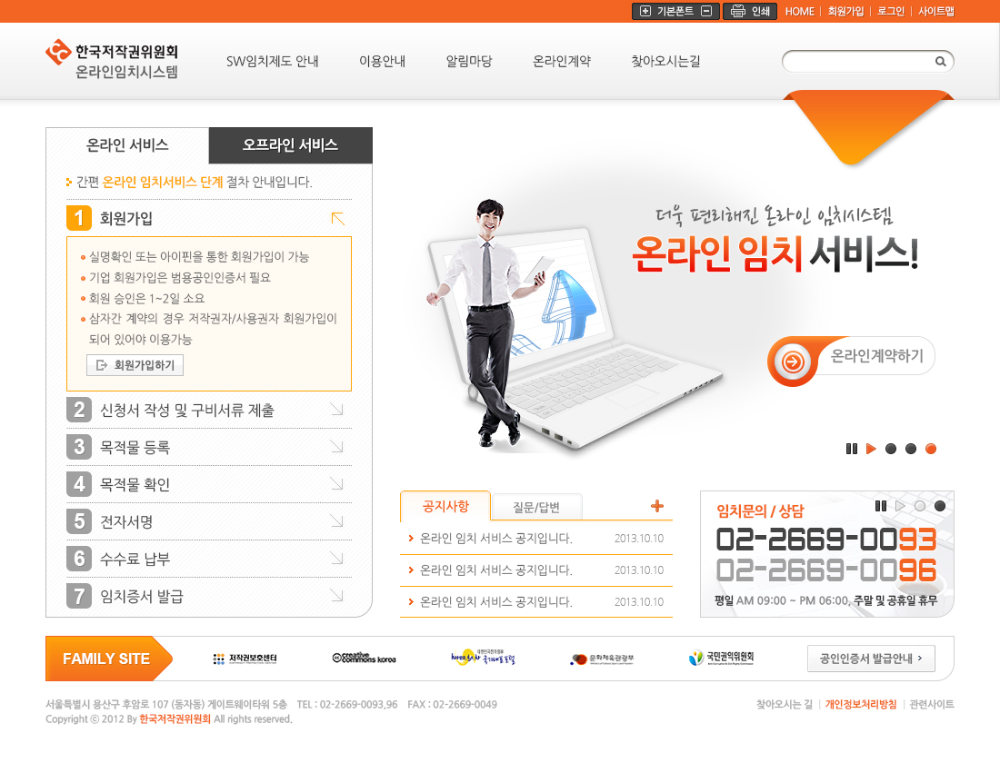 기본폰트 인쇄 HOME 회원가입 로그인 사이트맵
한국저작권위원회
온라인임치시스템
SW임치제도 안내 이용안내 알림마당 온라인계약 찾아오시는길
온라인 서비스 오프라인 서비스
간편 온라인 임치서비스 단계 절차 안내입니다.
1 회원가입
실명확인 또는 아이핀을 통한 회원가입이 가능
기업 회원가입은 범용공인인증서 필요
회원 승인은 1~2일 소요
삼자간 계약의 경우 저작권자/사용권자 회원가입이
되어 있어야 이용가능
회원가입하기
2 신청서 작성 및 구비서류 제출
3 목적물 등록
4 목적물 확인
5 전자서명
6 수수료 납부
7 임치증서 발급
더욱 편리해진 온라인 임치시스템
온라인 임치 서비스!
온라인계약하기
공지사항 질문/답변
온라인 임치 서비스 공지입니다. 2013.10.10
온라인 임치 서비스 공지입니다. 2013.10.10
온라인 임치 서비스 공지입니다. 2013.10.10
임치문의 / 상담
02-2669-0093
02-2669-0096
평일 AM 09:00 ~ PM 06:00, 주말 및 공휴일 휴무
FAMILY SITE
저작권보호센터
creative commons korea
국가대표포털
문화체육관광부
국민권익위원회
공인인증서 발급안내
서울특별시 용산구 후암로 107 (동자동) 게이트웨이타워 5층 TEL : 02-2669-0093,96 FAX : 02-2669-0049
찾아오시는 길 개인정보처리방침 관련사이트
Copyright ⓒ 2012 By 한국저작권위원회 All rights reserved.